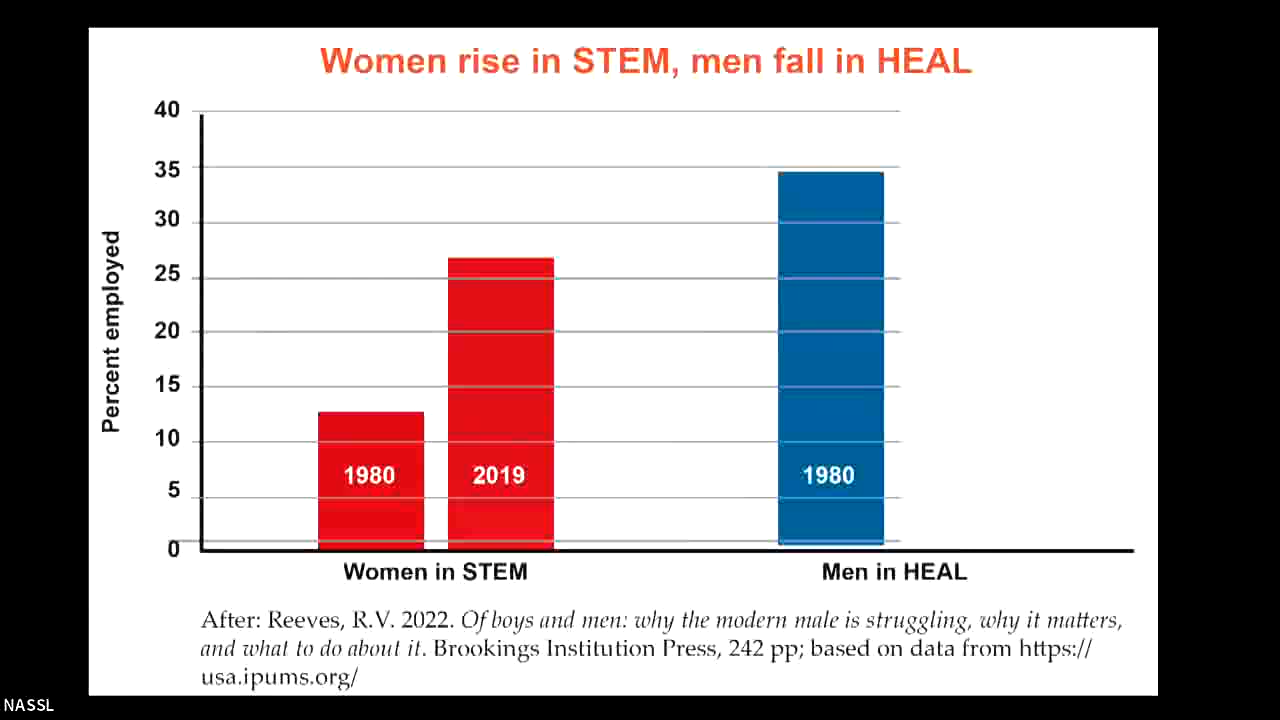 Women rise in STEM, men fall in HEAL
40
35
30
25
20
15
10
5
0
Percent employed
1980
2019
1980
Women in STEM
Men in HEAL
After: Reeves, R.V. 2022. Of boys and men: why the modern male is struggling, why it matters,
and what to do about it. Brookings Institution Press, 242 pp; based on data from https://
usa.ipums.org/
NASSL